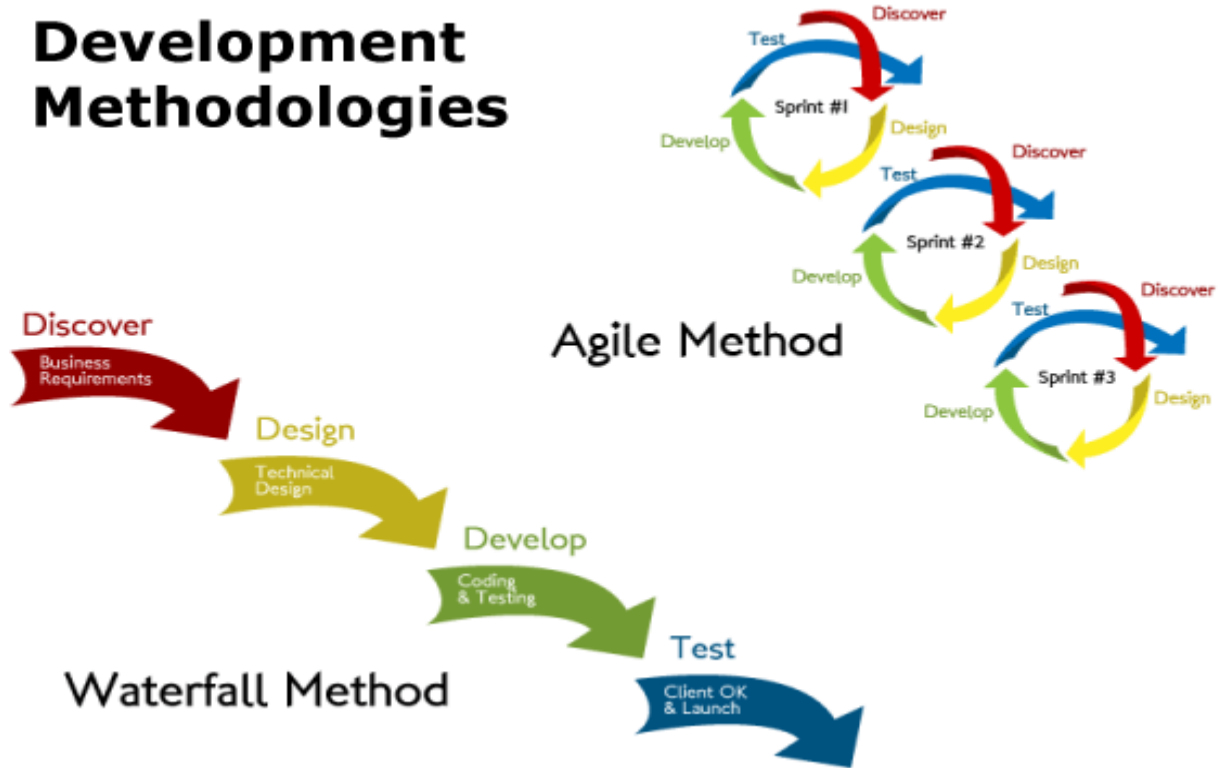 Development
Methodologies
Discover
Test
Sprint #1
Design
Develop
Discover
Test
Sprint #2
Design
Develop
Discover
Test
Sprint #3
Design
Develop
Agile Method
Discover
Business
Requirements
Design
Technical
Design
Develop
Coding
& Testing
Test
Client OK
& Launch
Waterfall Method